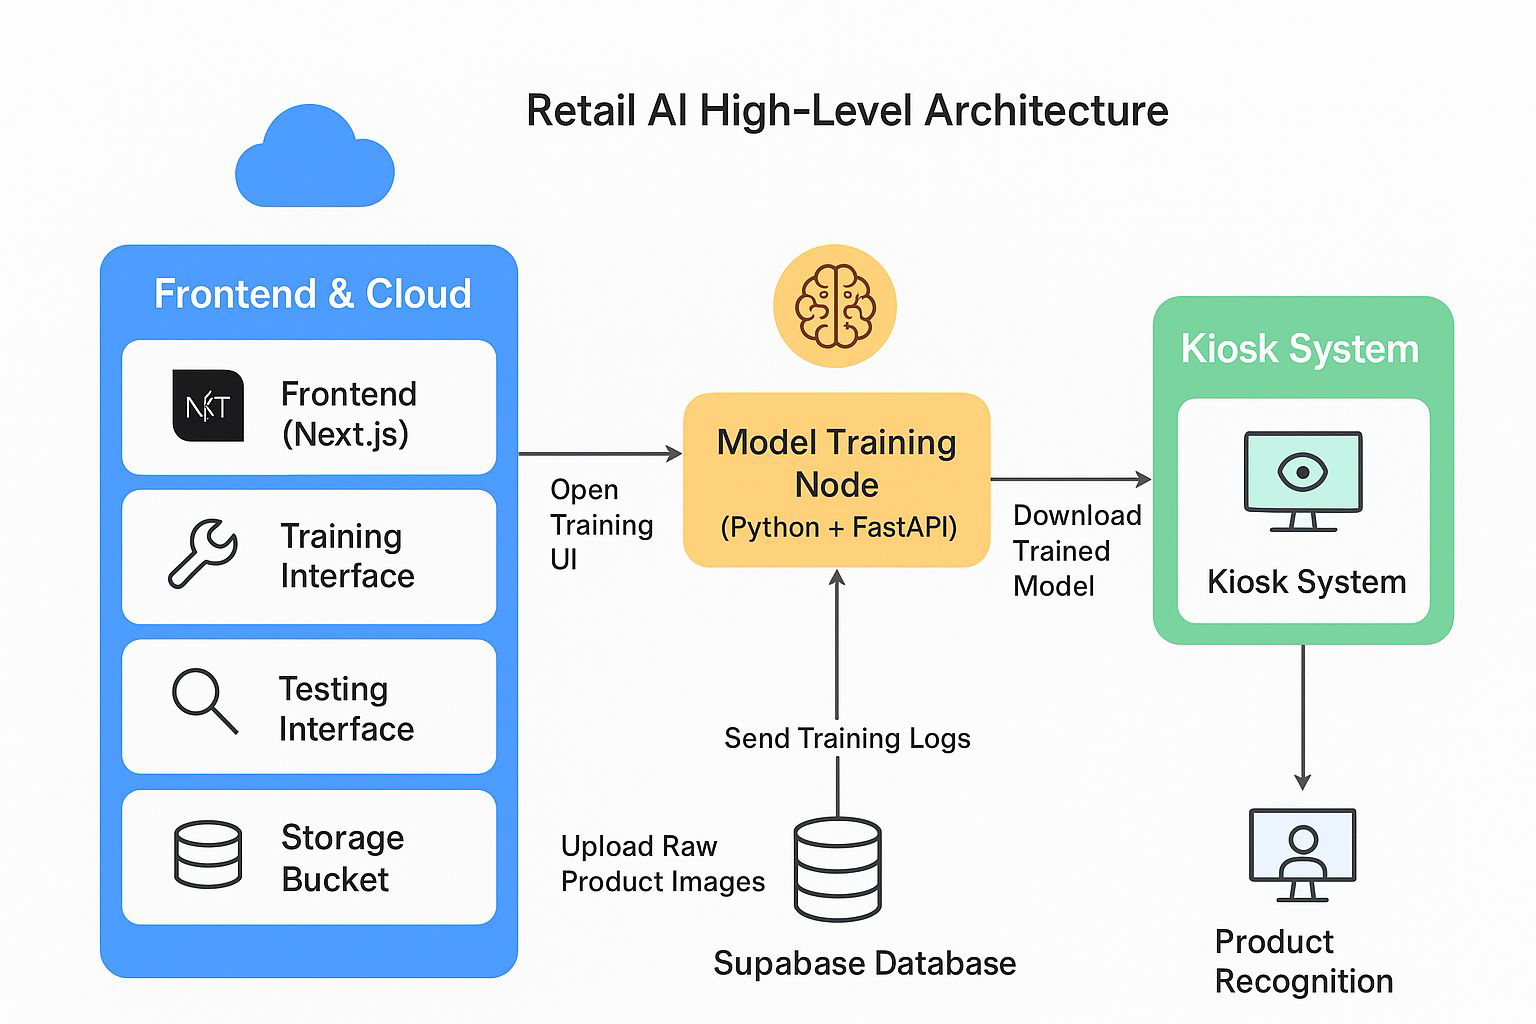 Retail AI High-Level Architecture
Frontend & Cloud
Frontend
(Next.js)
Training
Interface
Testing
Interface
Storage
Bucket
Open
Training
UI
Model Training
Node
(Python + FastAPI)
Send Training Logs
Upload Raw
Product Images
Supabase Database
Download
Trained
Model
Kiosk System
Kiosk System
Product
Recognition